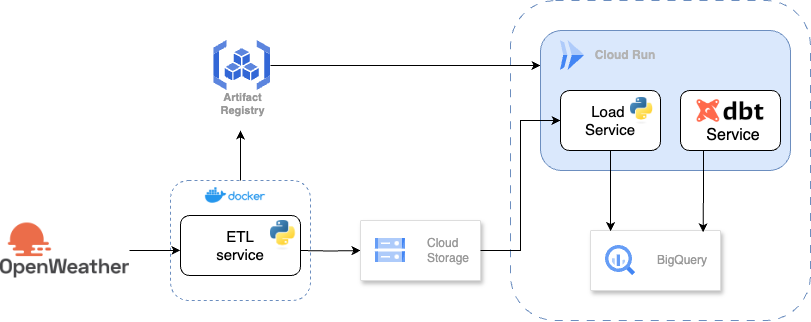 Cloud Run
Artifact
Registry
Load
Service
dbt
Service
docker
ETL
service
OpenWeather
Cloud
Storage
BigQuery